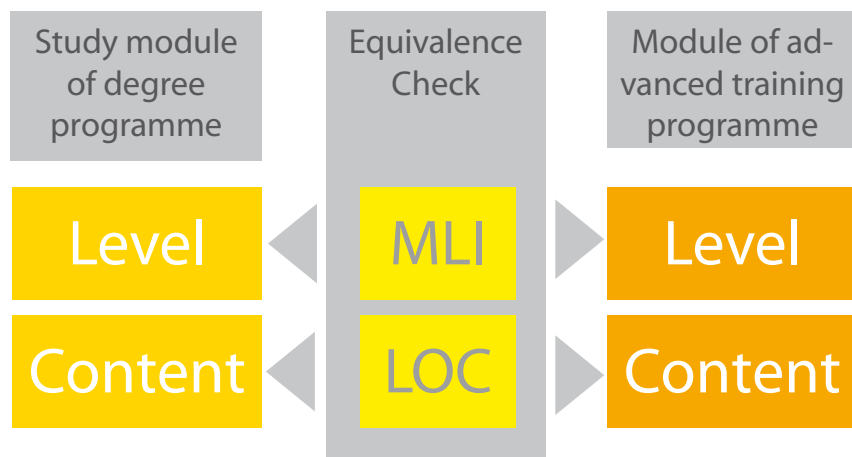 Study module
of degree
programme
Equivalence
Check
Module of ad-
vanced training
programme
Level
MLI
Level
Content
LOC
Content